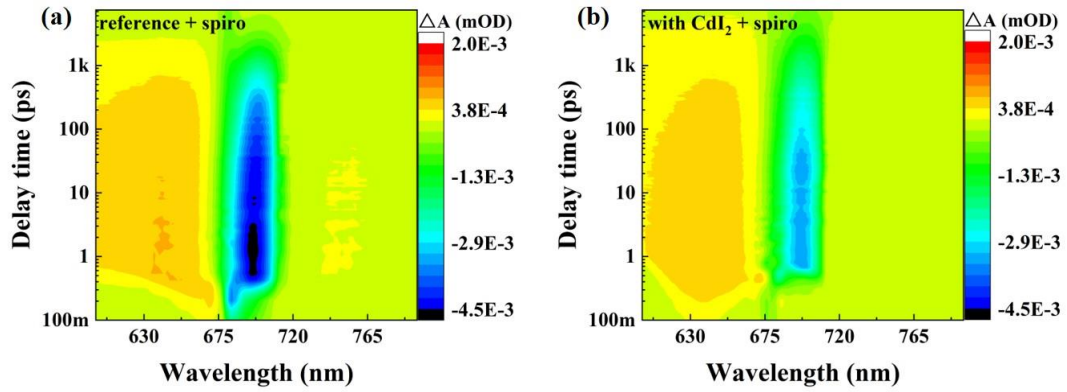 (a)
reference + spiro
△A (mOD)
2.0E-3
3.8E-4
-1.3E-3
-2.9E-3
-4.5E-3
Delay time (ps)
1k
100
10
1
100m
630
675
720
765
Wavelength (nm)
(b)
with CdI₂ + spiro
△A (mOD)
2.0E-3
3.8E-4
-1.3E-3
-2.9E-3
-4.5E-3
Delay time (ps)
1k
100
10
1
100m
630
675
720
765
Wavelength (nm)